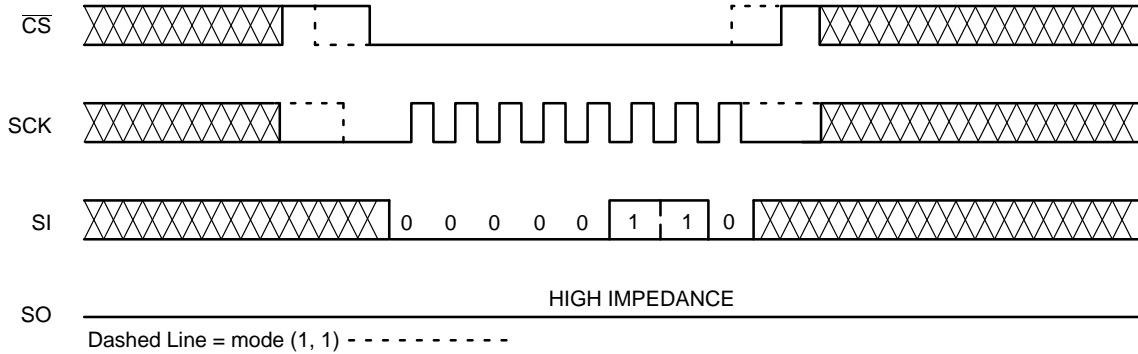 CS
SCK
SI
0 0 0 0 0 1 1 0
SO
HIGH IMPEDANCE
Dashed Line = mode (1, 1)